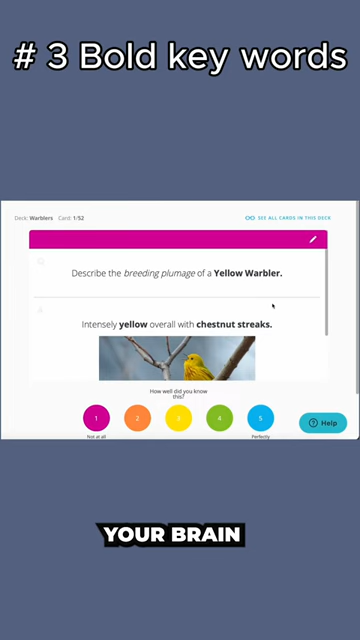 # 3 Bold key words
Deck: Warblers Card: 1/52 SEE ALL CARDS IN THIS DECK
Describe the breeding plumage of a Yellow Warbler.
Intensely yellow overall with chestnut streaks.
How well did you know
this?
1 2 3 4 5
Not at all Perfectly
Help
YOUR BRAIN